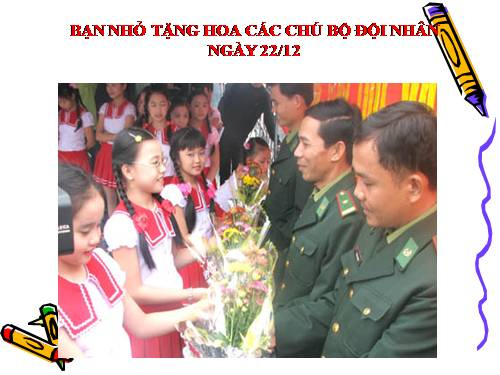 BẠN NHỎ TẶNG HOA CÁC CHÚ BỘ ĐỘI NHÂN
NGÀY 22/12